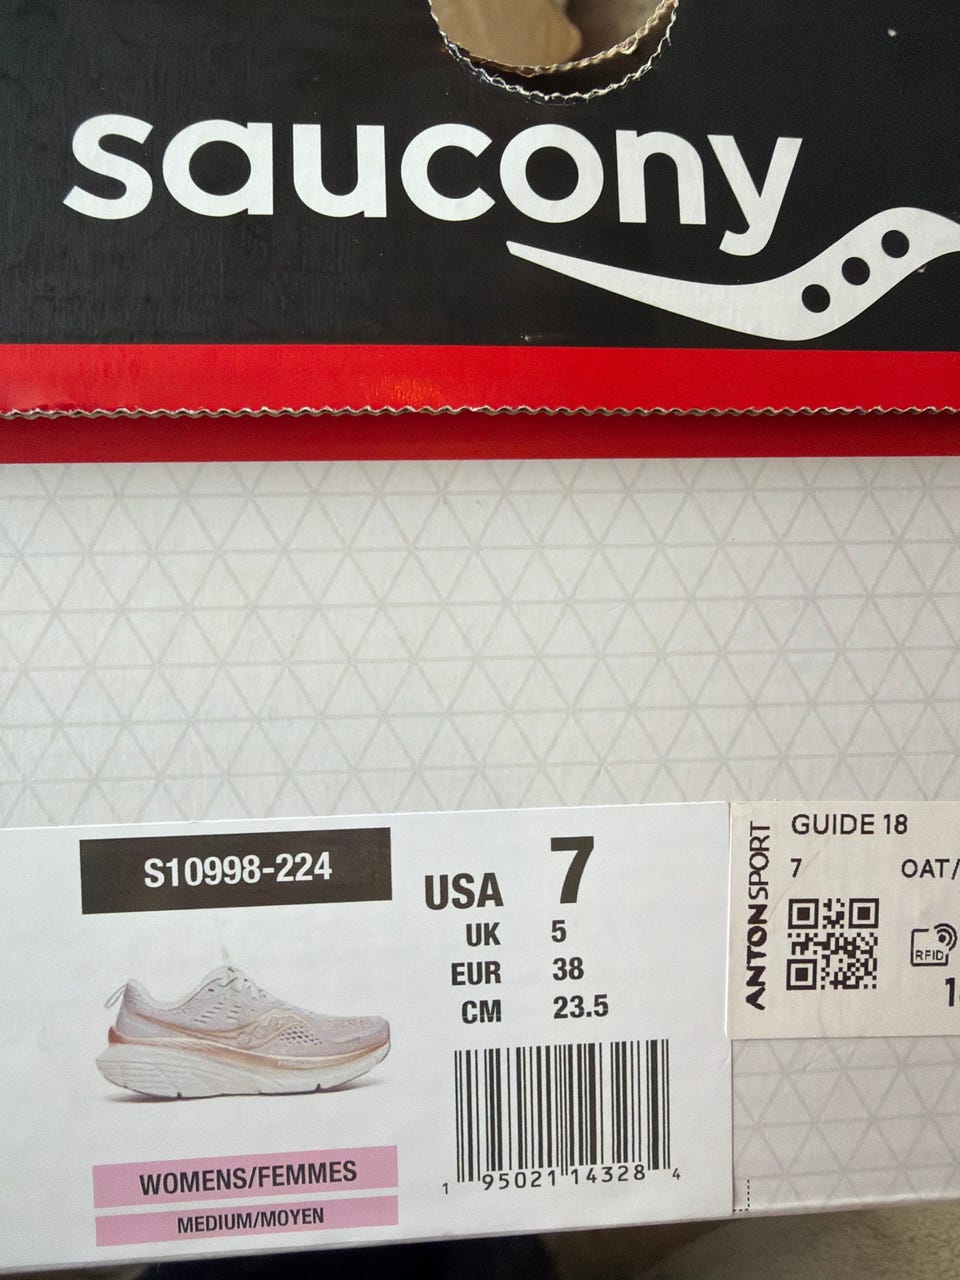 saucony
S10998-224
USA 7
UK 5
EUR 38
CM 23.5
1 95021 14328 4
WOMENS/FEMMES
MEDIUM/MOYEN
ANTONSPORT
GUIDE 18
7 OAT/
RFID